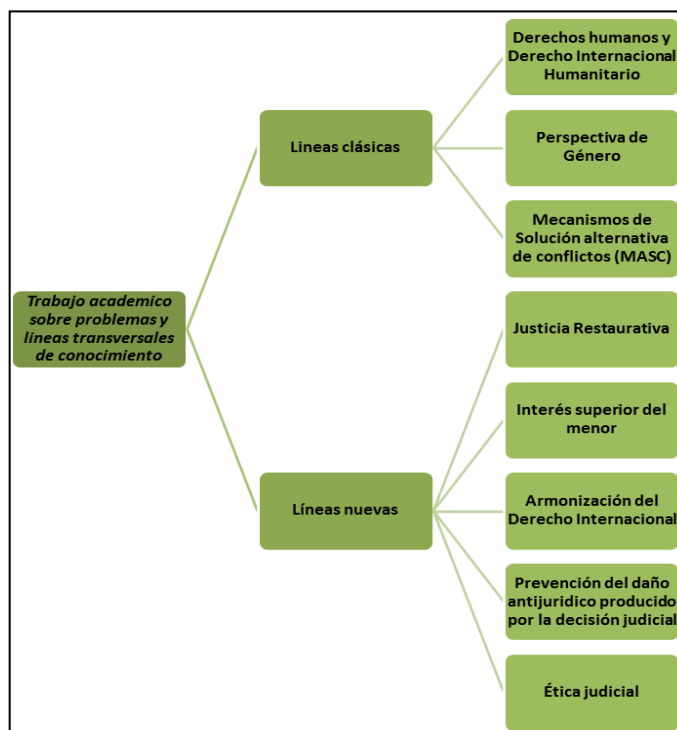 Trabajo academico
sobre problemas y
lineas transversales
de conocimiento
Lineas clásicas
Derechos humanos y
Derecho Internacional
Humanitario
Perspectiva de
Género
Mecanismos de
Solución alternativa
de conflictos (MASC)
Líneas nuevas
Justicia Restaurativa
Interés superior del
menor
Armonización del
Derecho Internacional
Prevención del daño
antijuridico producido
por la decisión judicial
Ética judicial